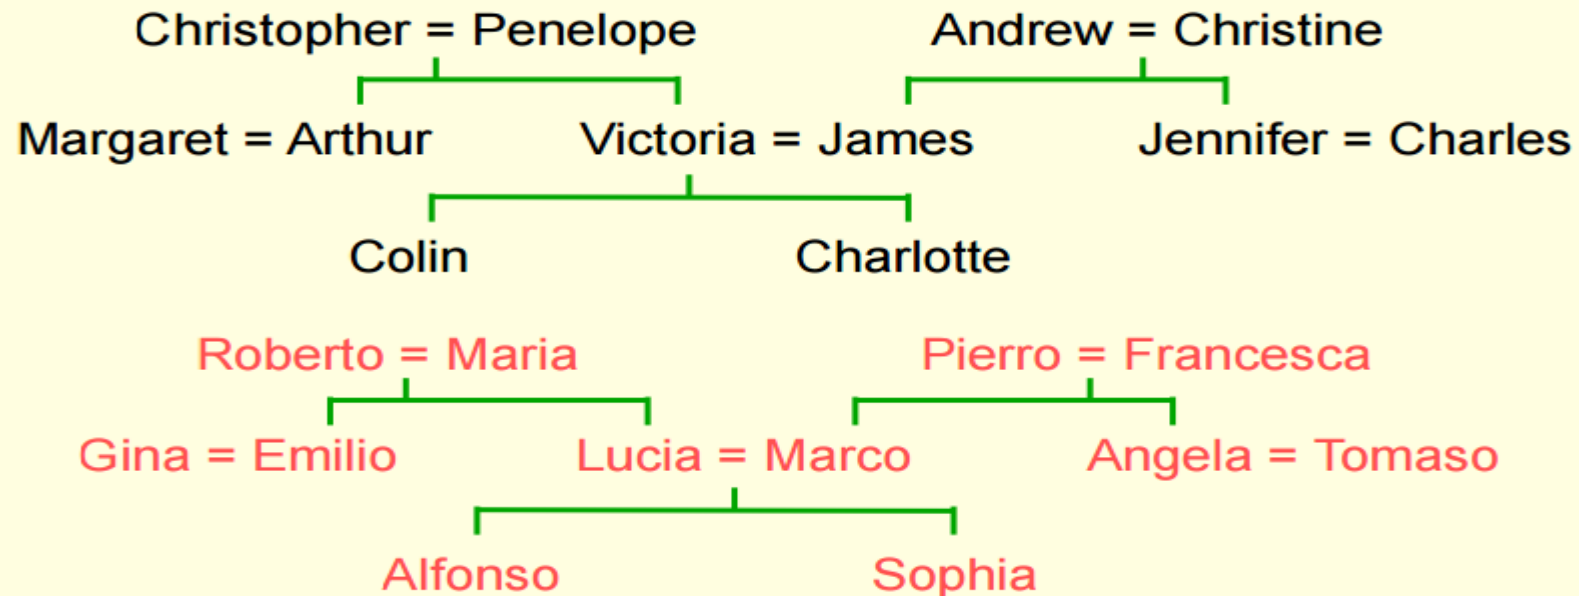 Christopher = Penelope Andrew = Christine
Margaret = Arthur Victoria = James Jennifer = Charles
Colin Charlotte
Roberto = Maria Pierro = Francesca
Gina = Emilio Lucia = Marco Angela = Tomaso
Alfonso Sophia